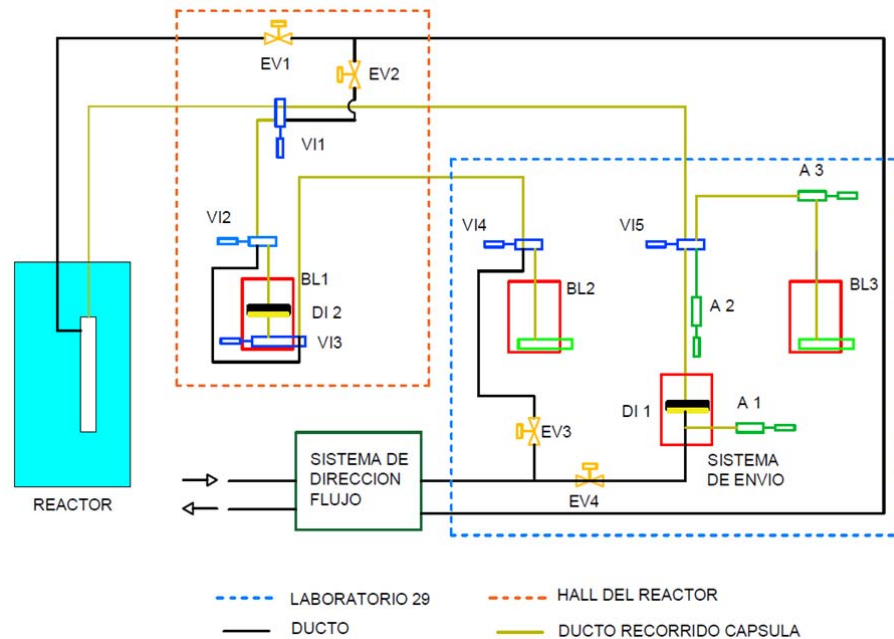 EV1
EV2
VI1
A 3
VI2
VI4
VI5
BL1
BL2
BL3
DI 2
A 2
VI3
DI 1
A 1
EV3
SISTEMA DE
DIRECCION
FLUJO
SISTEMA
DE ENVIO
EV4
REACTOR
LABORATORIO 29
HALL DEL REACTOR
DUCTO
DUCTO RECORRIDO CAPSULA